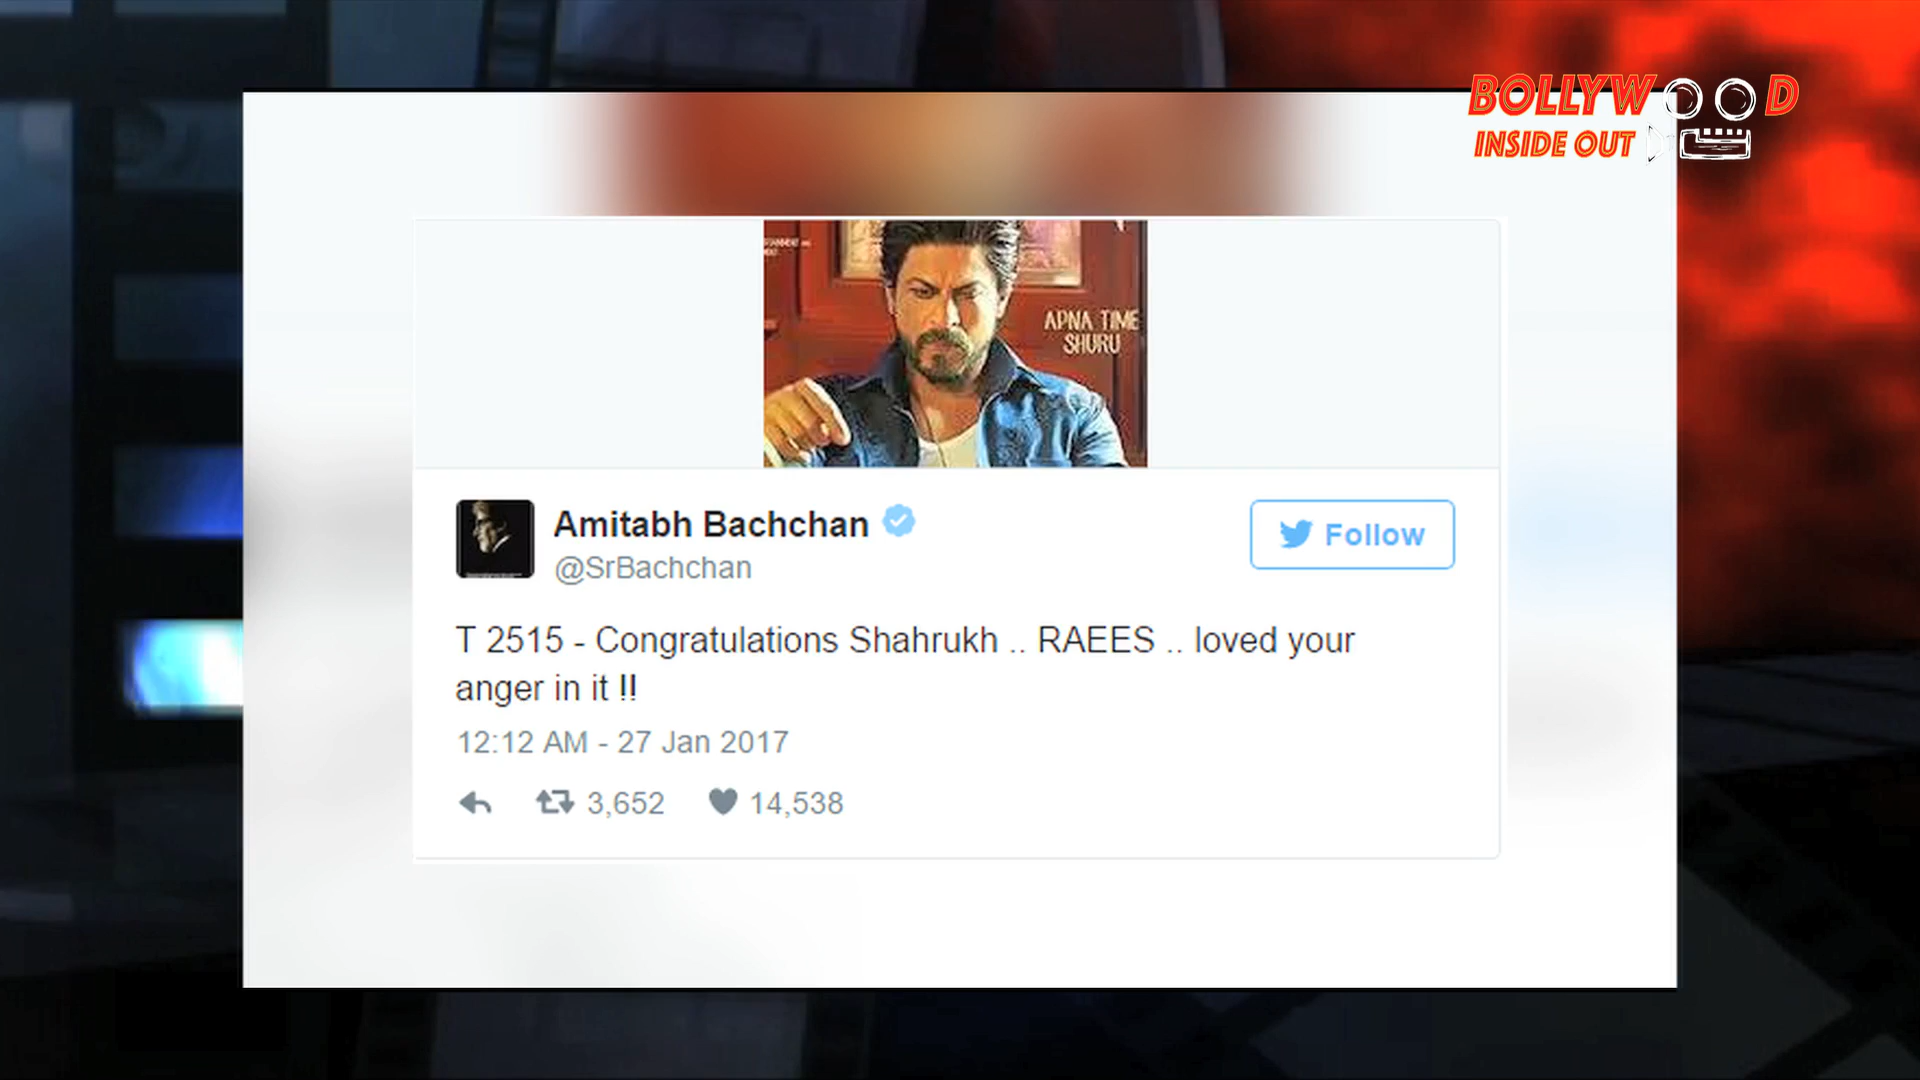 BOLLYWOOD
INSIDE OUT
APNA TIME
SHURU
Amitabh Bachchan
@SrBachchan
Follow
T 2515 - Congratulations Shahrukh .. RAEES .. loved your
anger in it !!
12:12 AM - 27 Jan 2017
3,652 14,538